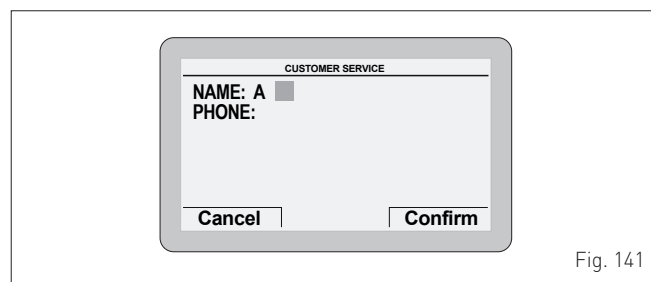 CUSTOMER SERVICE
NAME: A
PHONE:
Cancel Confirm
Fig. 141